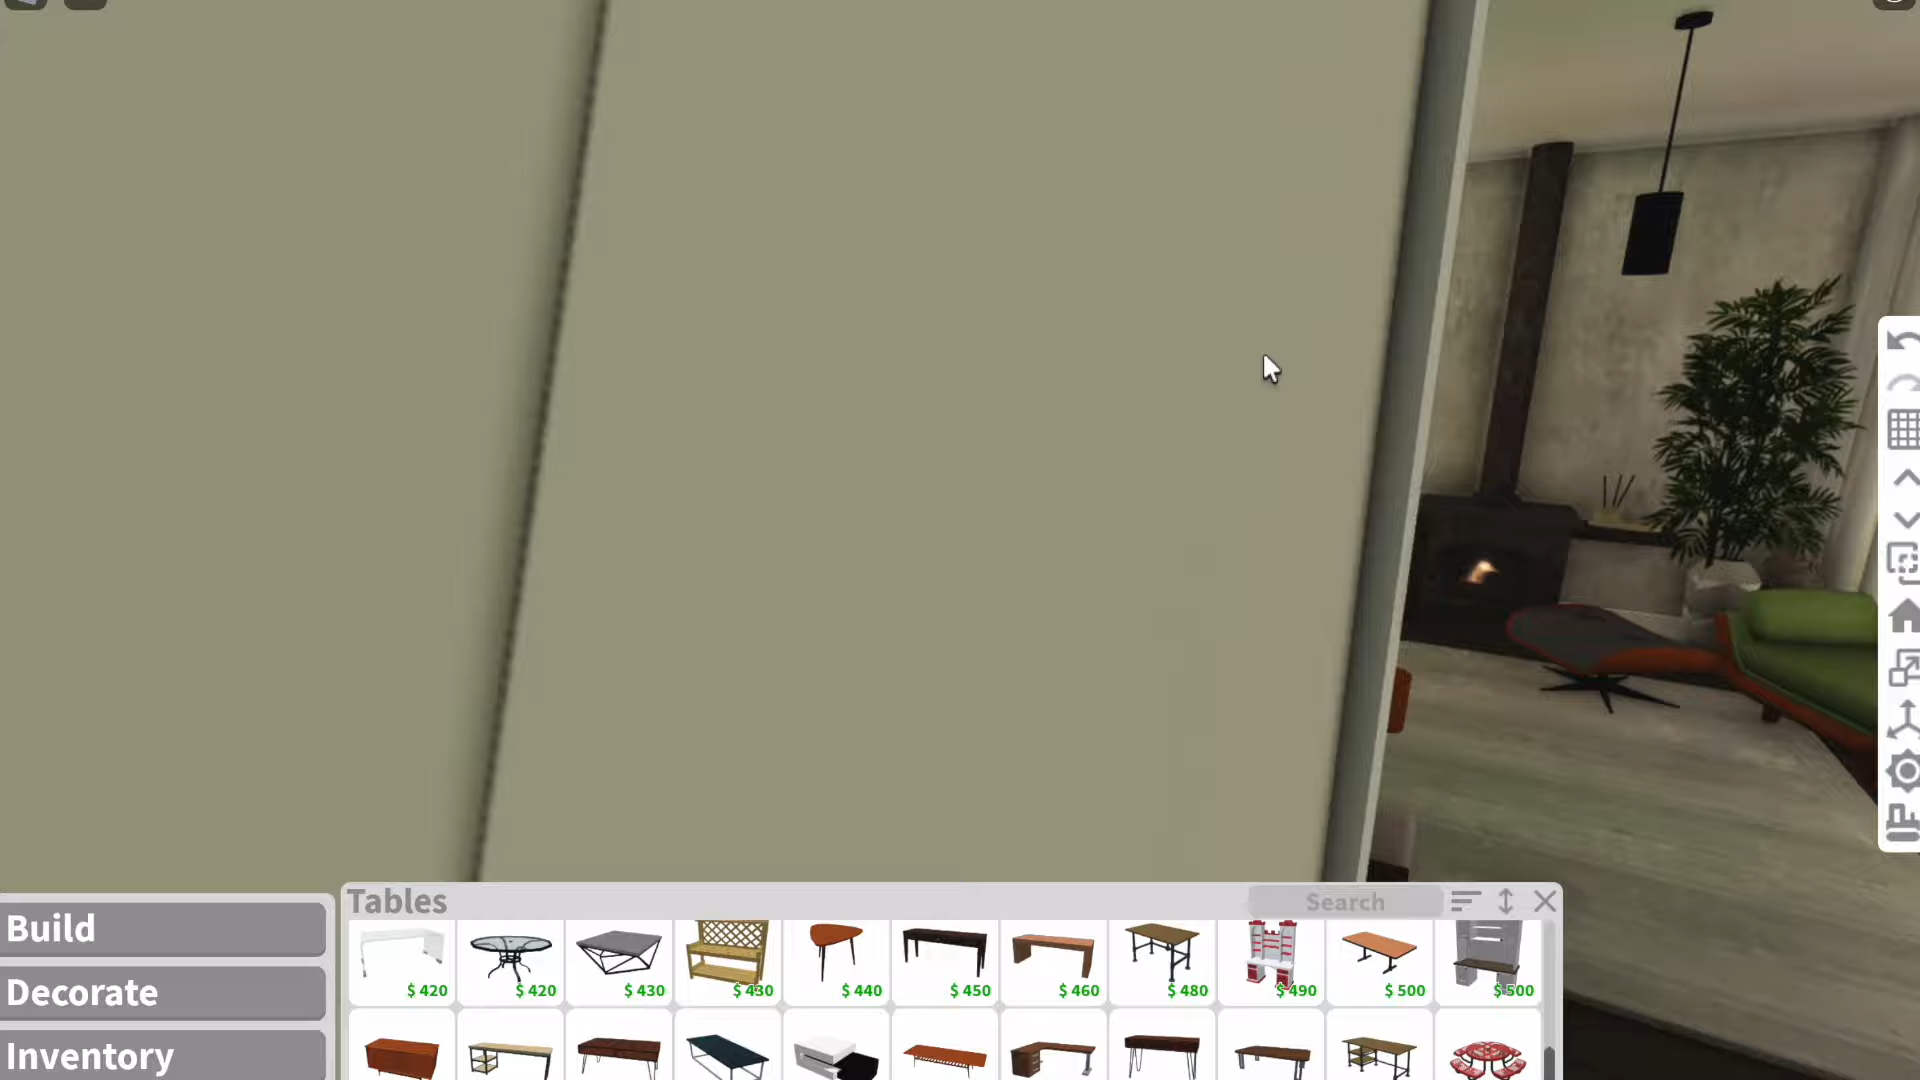 Tables
Search
Build
Decorate
Inventory
$ 420
$ 420
$ 430
$ 430
$ 440
$ 450
$ 460
$ 480
$ 490
$ 500
$ 500